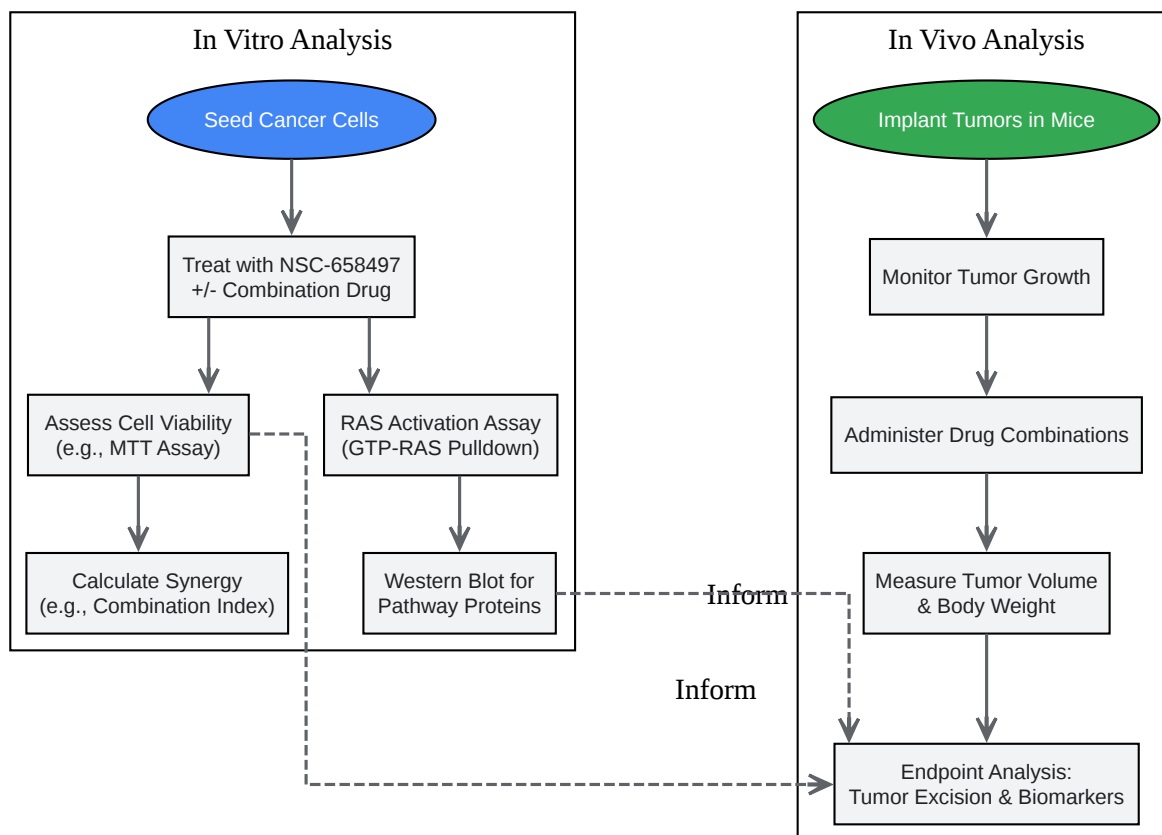 In Vitro Analysis
Seed Cancer Cells
Treat with NSC-658497
+/- Combination Drug
Assess Cell Viability
(e.g., MTT Assay)
RAS Activation Assay
(GTP-RAS Pulldown)
Calculate Synergy
(e.g., Combination Index)
Western Blot for
Pathway Proteins
Inform
Inform
In Vivo Analysis
Implant Tumors in Mice
Monitor Tumor Growth
Administer Drug Combinations
Measure Tumor Volume
& Body Weight
Endpoint Analysis:
Tumor Excision & Biomarkers